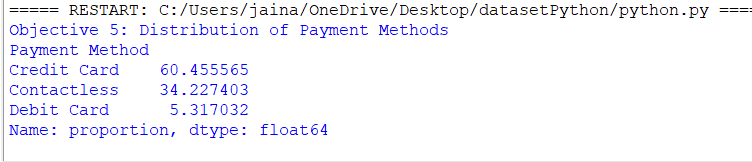 ===== RESTART: C:/Users/jaina/OneDrive/Desktop/datasetPython/python.py ====
Objective 5: Distribution of Payment Methods
Payment Method
Credit Card    60.455565
Contactless    34.227403
Debit Card      5.317032
Name: proportion, dtype: float64